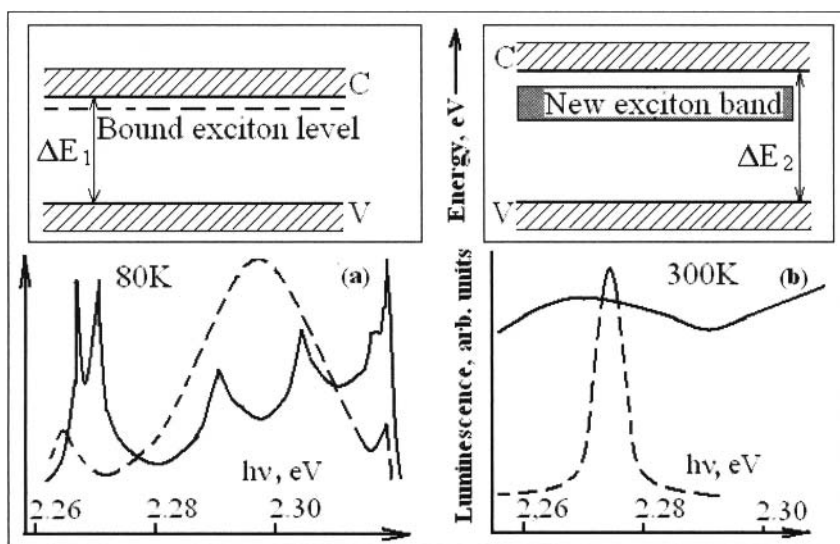 C
Bound exciton level
ΔE₁
V
Energy, eV
C
New exciton band
ΔE₂
V
80K
(a)
hν, eV
2.26
2.28
2.30
Luminescence, arb. units
300K
(b)
hν, eV
2,26
2.28
2.30